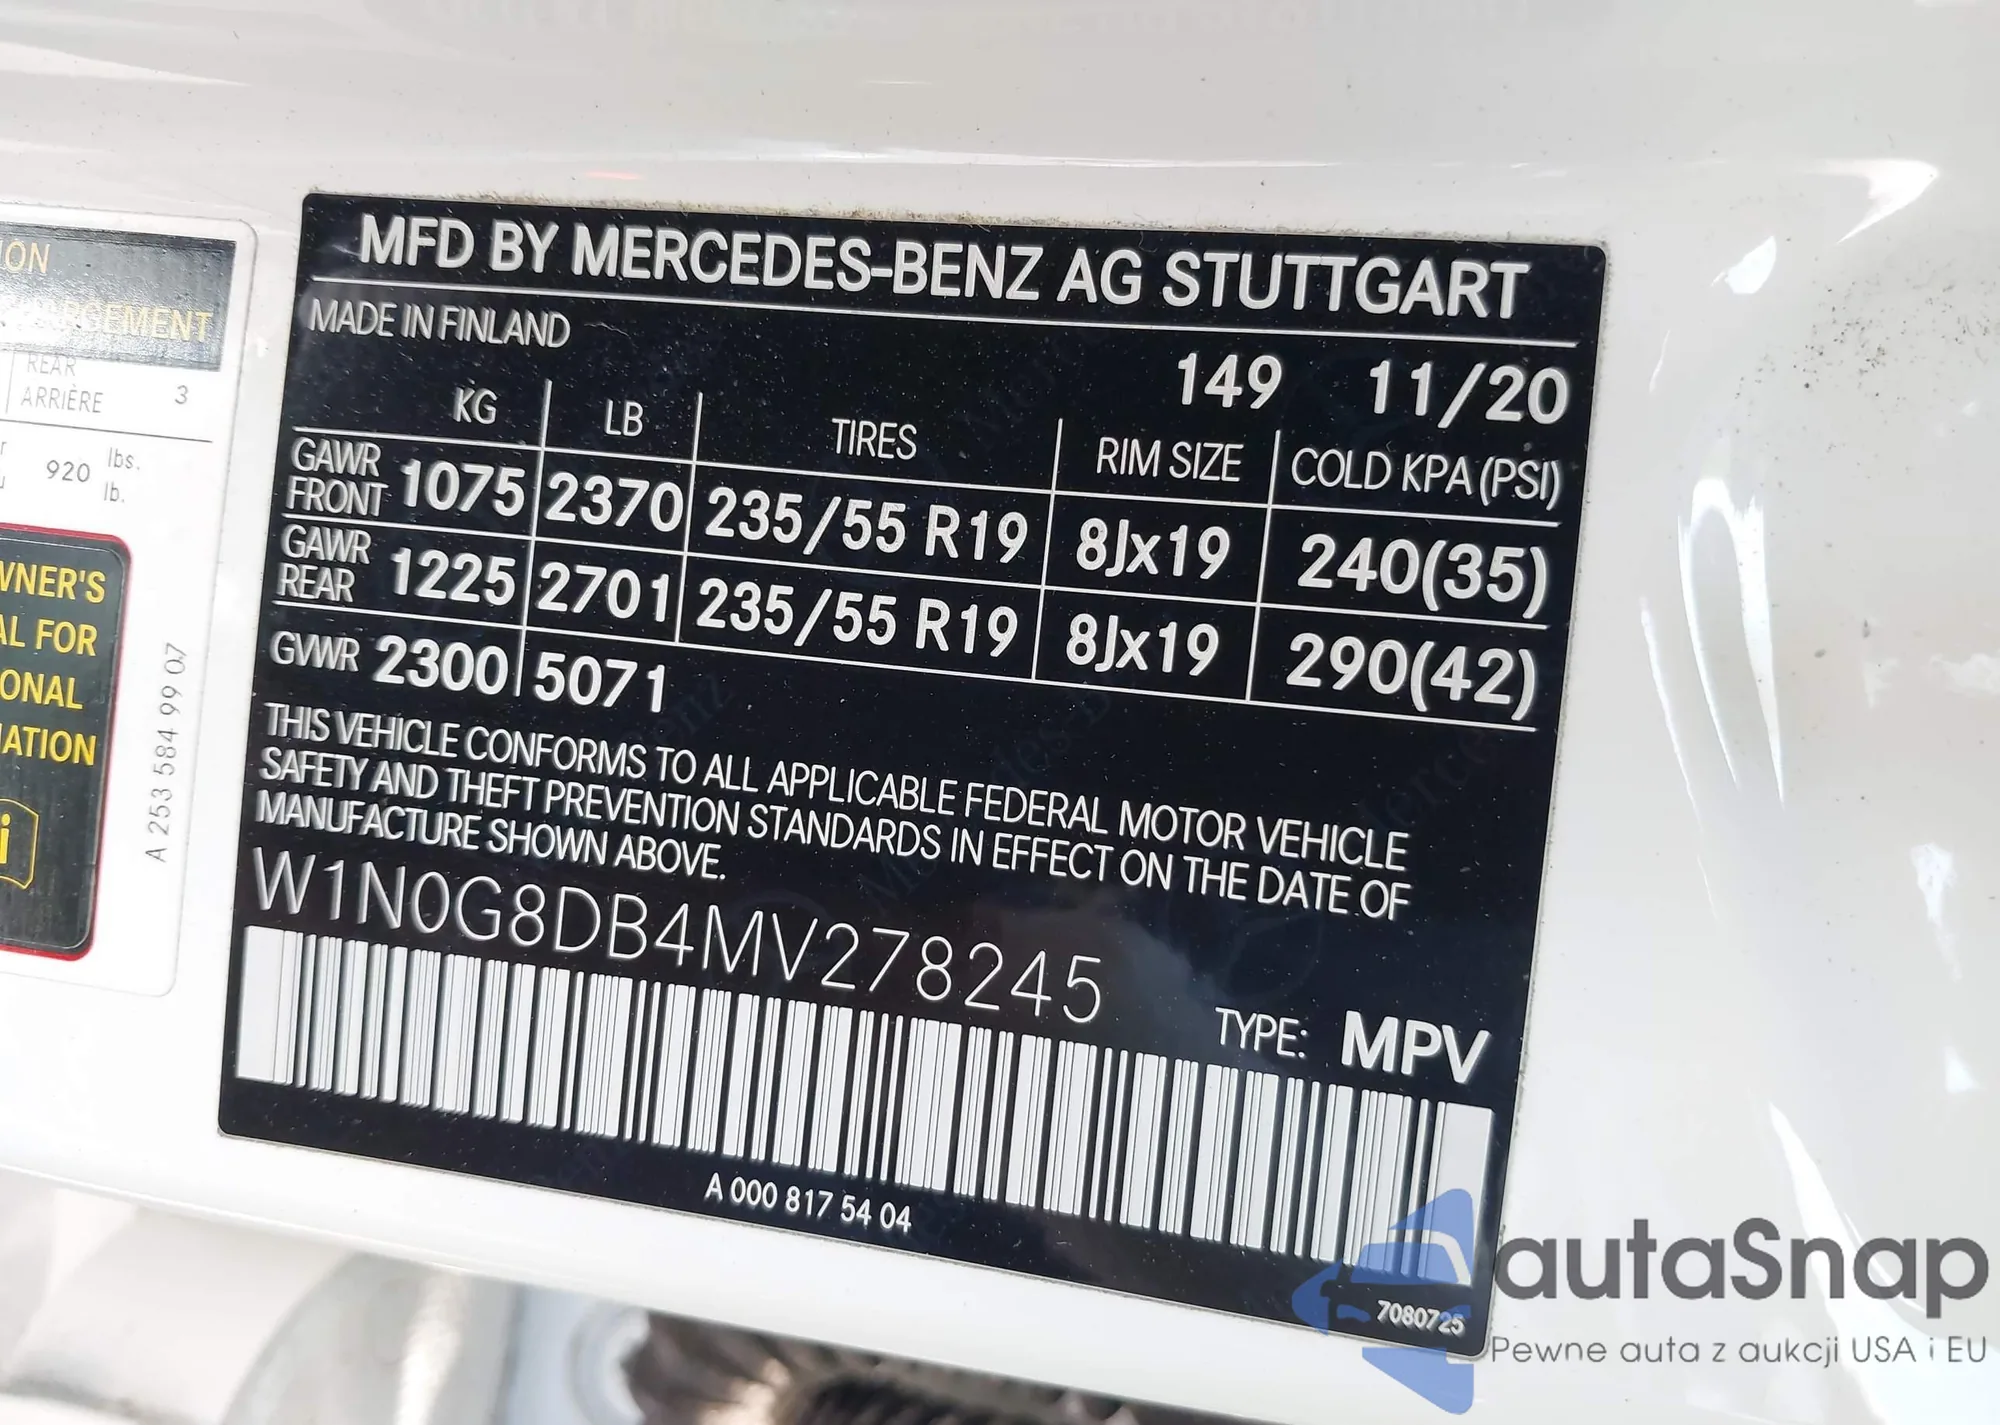 MFD BY MERCEDES-BENZ AG STUTTGART
MADE IN FINLAND
149 11/20
KG LB TIRES RIM SIZE COLD KPA (PSI)
GAWR FRONT 1075 2370 235/55 R19 8Jx19 240(35)
GAWR REAR 1225 2701 235/55 R19 8Jx19 290(42)
GVWR 2300 5071
THIS VEHICLE CONFORMS TO ALL APPLICABLE FEDERAL MOTOR VEHICLE
SAFETY AND THEFT PREVENTION STANDARDS IN EFFECT ON THE DATE OF
MANUFACTURE SHOWN ABOVE.
W1N0G8DB4MV278245
TYPE: MPV
A 000 817 54 04
7080725
REAR
ARRIÈRE 3
920 lbs.
lb.
A 253 584 99 07
autaSnap
Pewne auta z aukcji USA i EU